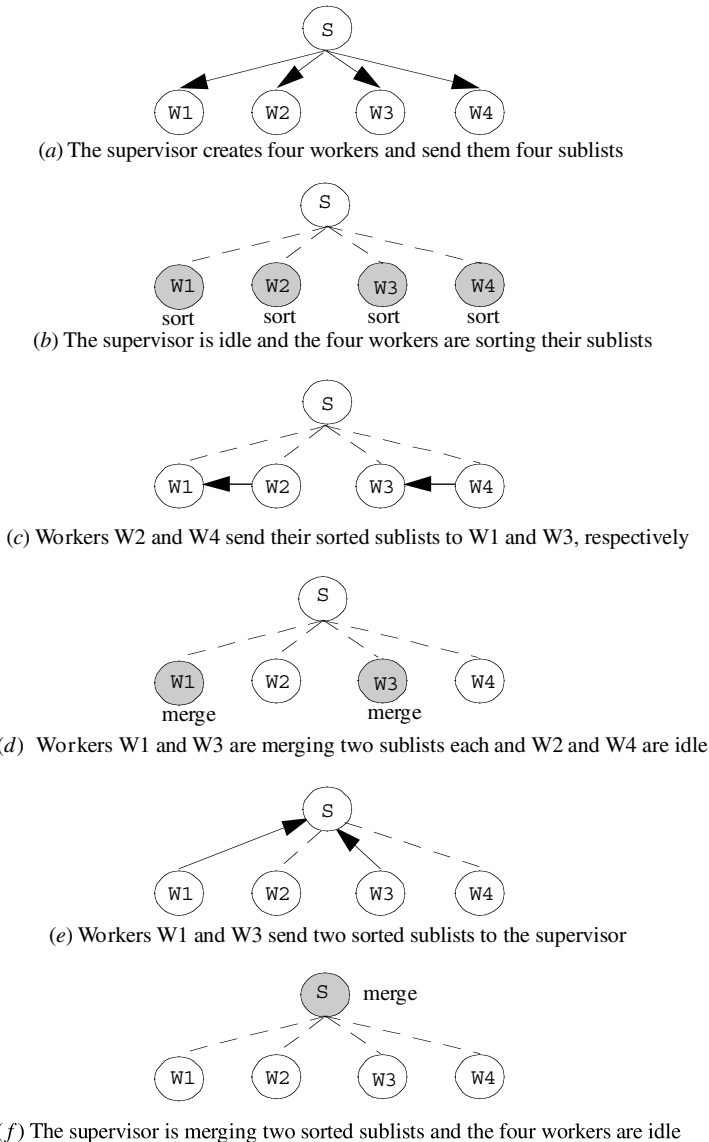 S
W1 W2 W3 W4
(a) The supervisor creates four workers and send them four sublists
S
W1 W2 W3 W4
sort sort sort sort
(b) The supervisor is idle and the four workers are sorting their sublists
S
W1 W2 W3 W4
(c) Workers W2 and W4 send their sorted sublists to W1 and W3, respectively
S
W1 W2 W3 W4
merge merge
(d) Workers W1 and W3 are merging two sublists each and W2 and W4 are idle
S
W1 W2 W3 W4
(e) Workers W1 and W3 send two sorted sublists to the supervisor
S merge
W1 W2 W3 W4
(f) The supervisor is merging two sorted sublists and the four workers are idle